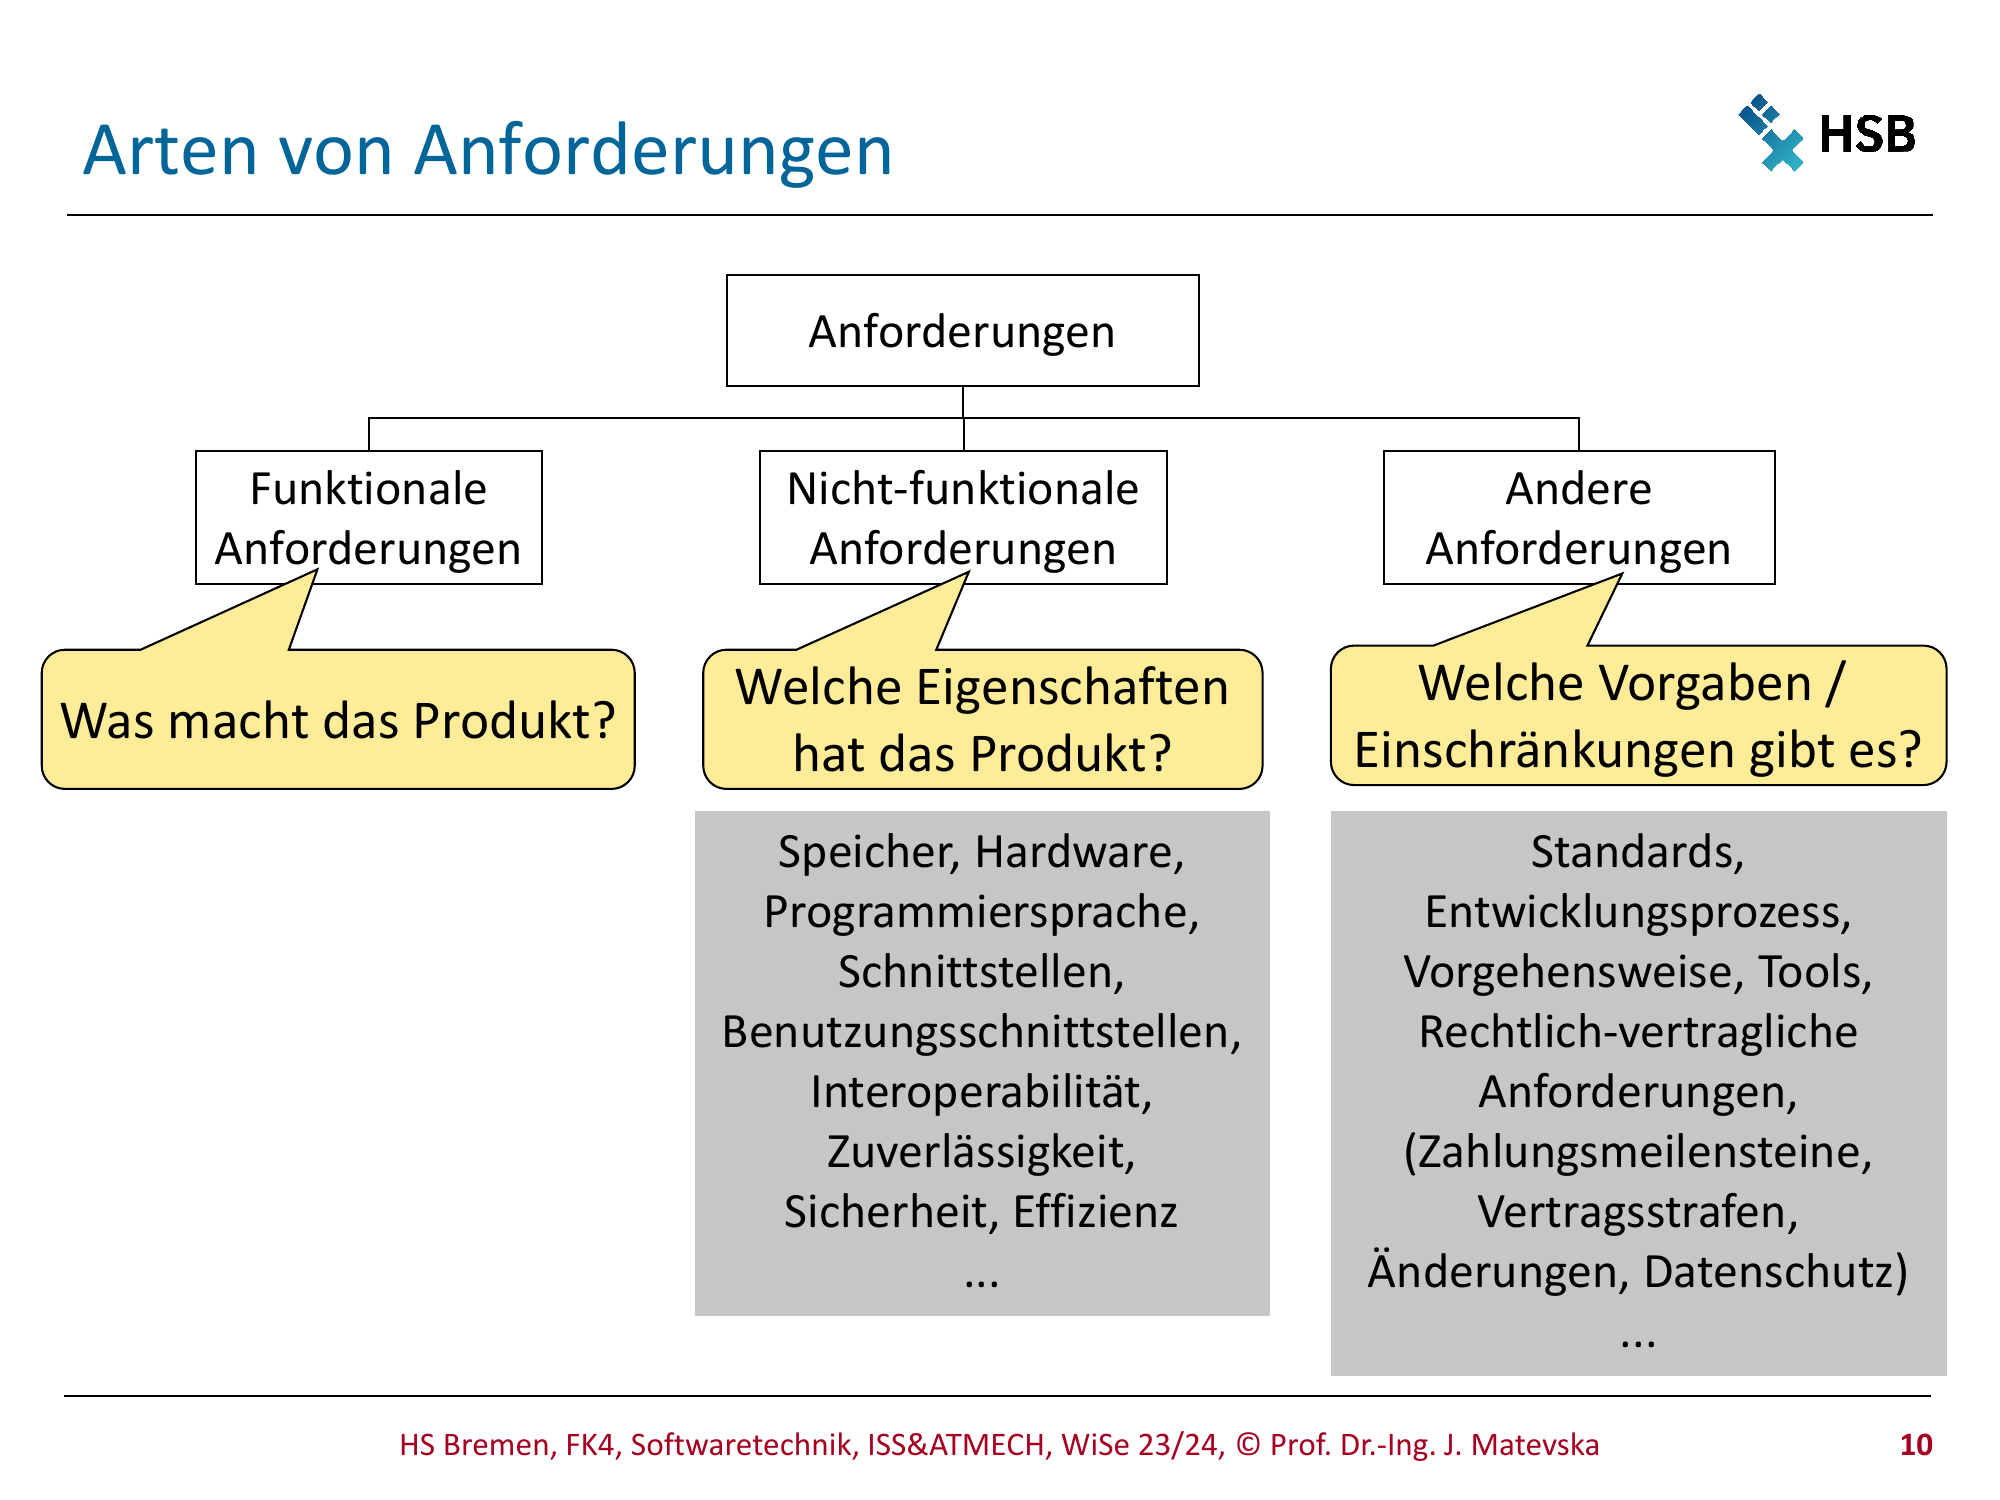 Arten von Anforderungen
HSB
Anforderungen
Funktionale
Anforderungen
Nicht-funktionale
Anforderungen
Andere
Anforderungen
Was macht das Produkt?
Welche Eigenschaften
hat das Produkt?
Welche Vorgaben /
Einschränkungen gibt es?
Speicher, Hardware,
Programmiersprache,
Schnittstellen,
Benutzungsschnittstellen,
Interoperabilität,
Zuverlässigkeit,
Sicherheit, Effizienz
...
Standards,
Entwicklungsprozess,
Vorgehensweise, Tools,
Rechtlich-vertragliche
Anforderungen,
(Zahlungsmeilensteine,
Vertragsstrafen,
Änderungen, Datenschutz)
...
HS Bremen, FK4, Softwaretechnik, ISS&ATMECH, WiSe 23/24, © Prof. Dr.-Ing. J. Matevska
10